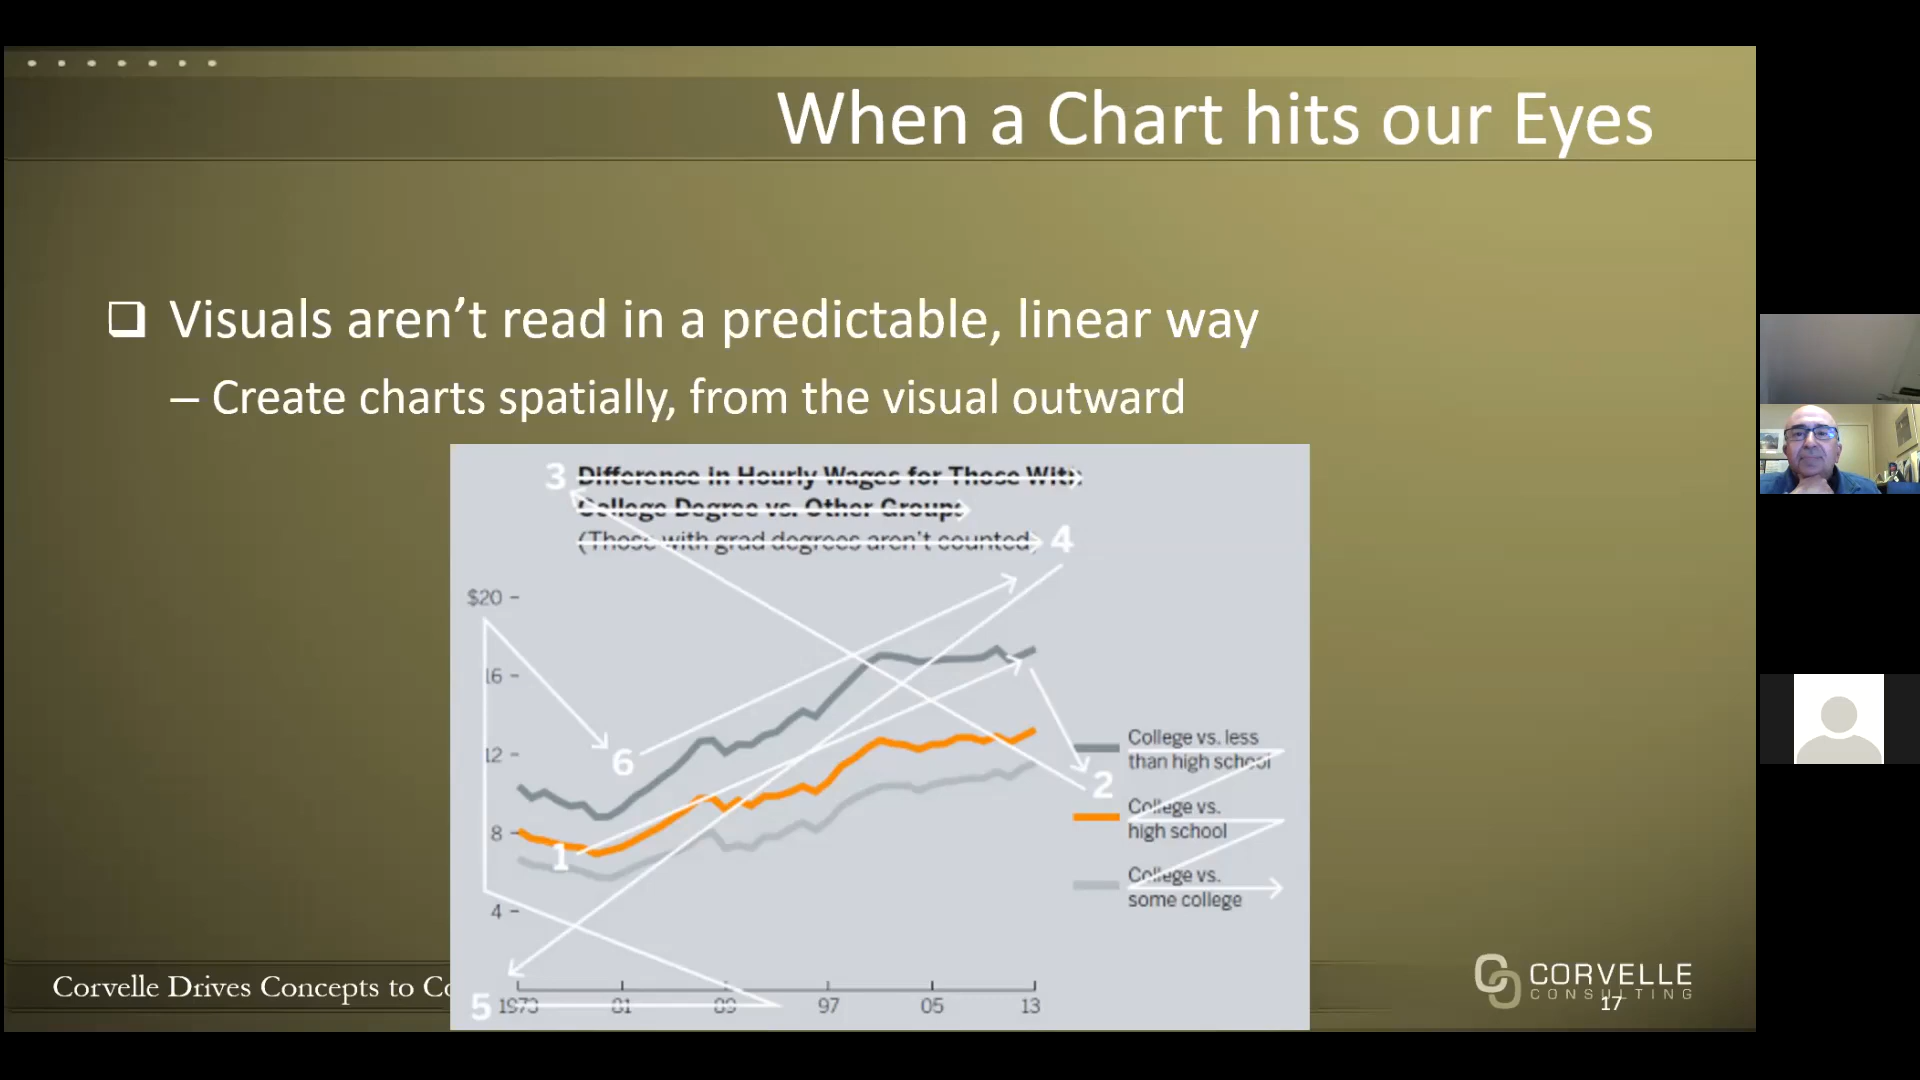 When a Chart hits our Eyes
Visuals aren’t read in a predictable, linear way
– Create charts spatially, from the visual outward
3
Difference in Hourly Wages for Those With
College Degree vs. Other Groups
(Those with grad degrees aren't counted)
4
$20
16
12
8
4
6
1
2
College vs. less
than high school
College vs.
high school
College vs.
some college
5
1973
81
89
97
05
13
Corvelle Drives Concepts to
CORVELLE
CONSULTING
17